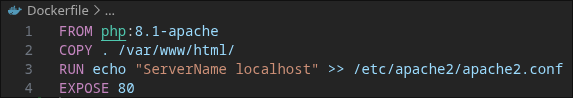 Dockerfile > ...
1 FROM php:8.1-apache
2 COPY . /var/www/html/
3 RUN echo "ServerName localhost" >> /etc/apache2/apache2.conf
4 EXPOSE 80